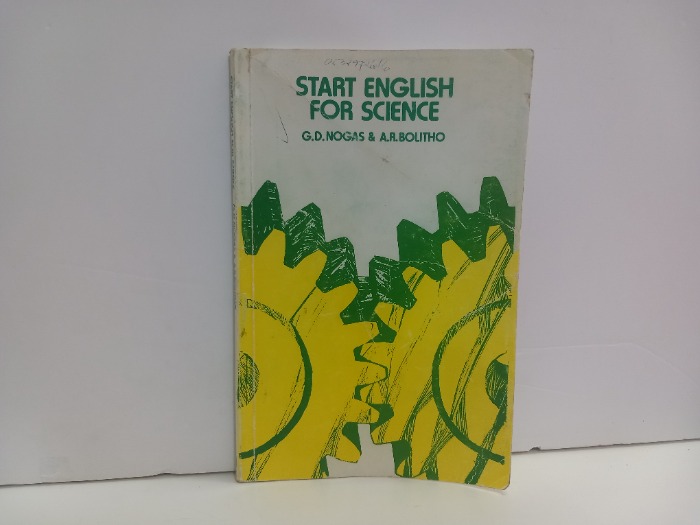 START ENGLISH
FOR SCIENCE
G.D.NOGAS & A.R.BOLITHO